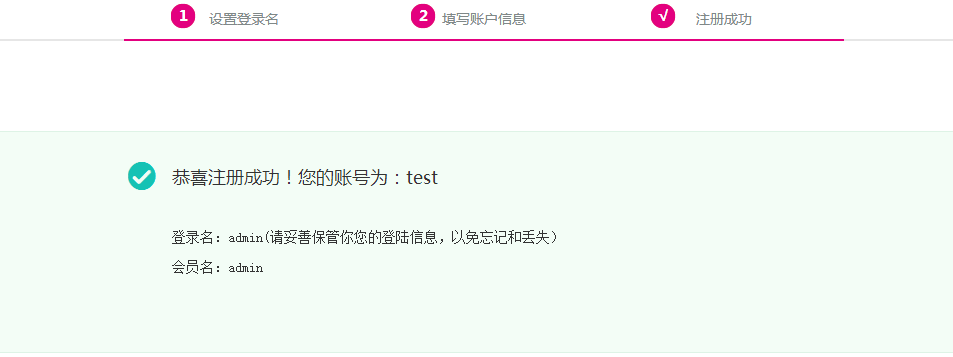 1 设置登录名 2 填写账户信息 √ 注册成功
恭喜注册成功！您的账号为：test
登录名：admin(请妥善保管你您的登陆信息，以免忘记和丢失)
会员名：admin